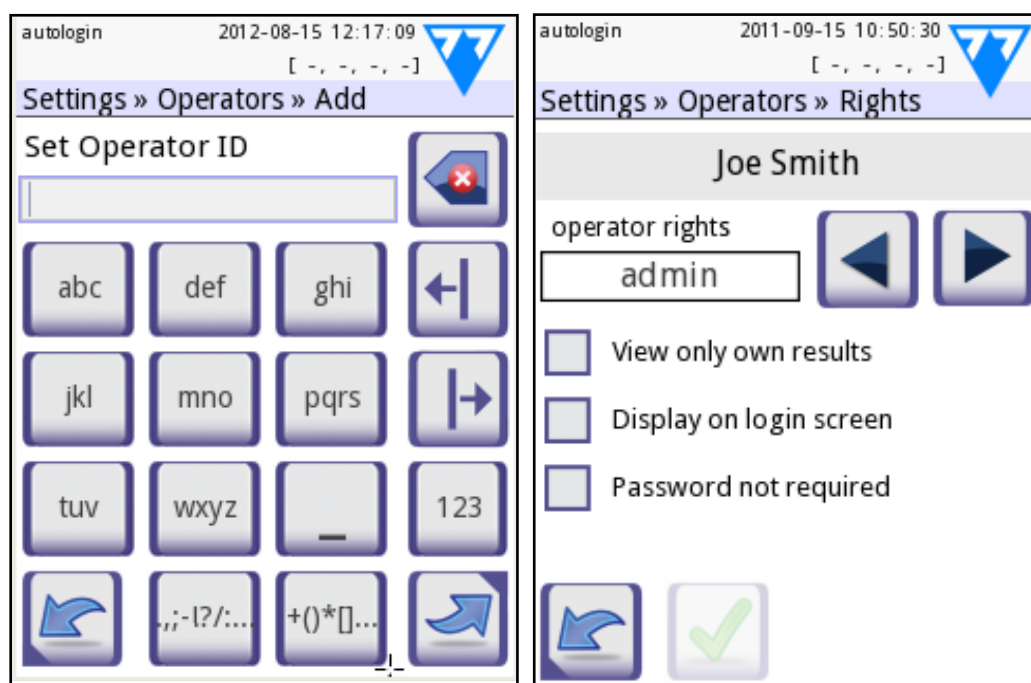 autologin 2012-08-15 12:17:09
[ -, -, -, -]
Settings » Operators » Add
Set Operator ID
abc def ghi
jkl mno pqrs
tuv wxyz _ 123
.,;-!?/:... +()*[]...
autologin 2011-09-15 10:50:30
[ -, -, -, -]
Settings » Operators » Rights
Joe Smith
operator rights
admin
View only own results
Display on login screen
Password not required